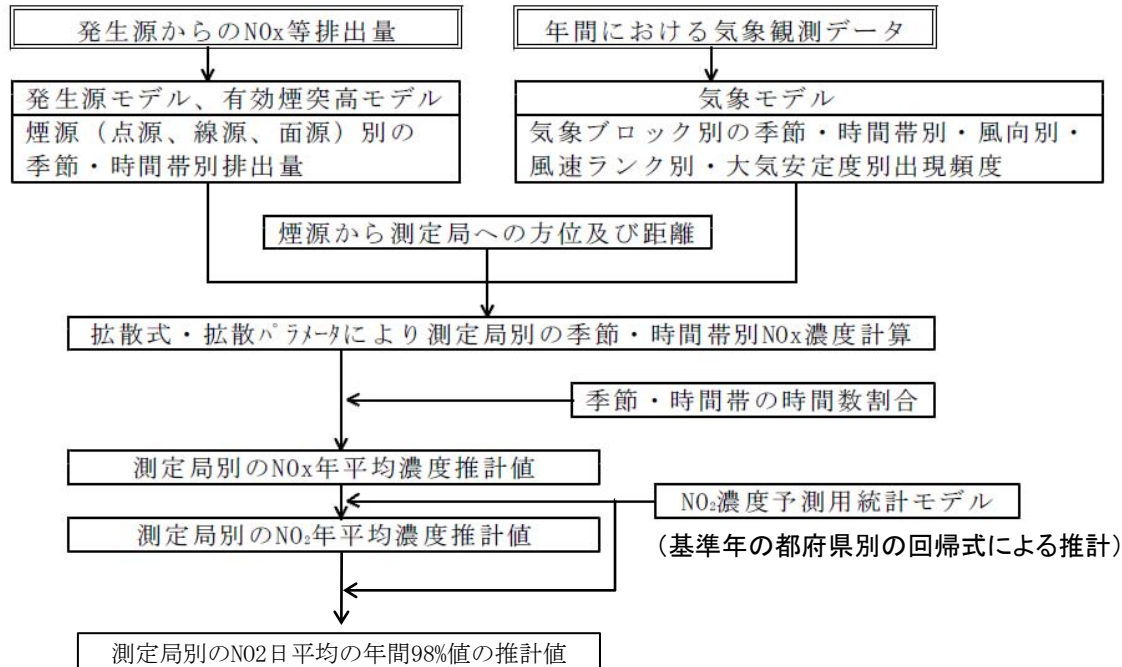 発生源からのNOx等排出量
年間における気象観測データ
発生源モデル、有効煙突高モデル
煙源（点源、線源、面源）別の
季節・時間帯別排出量
気象モデル
気象ブロック別の季節・時間帯別・風向別・
風速ランク別・大気安定度別出現頻度
煙源から測定局への方位及び距離
拡散式・拡散ﾊﾟﾗﾒｰﾀにより測定局別の季節・時間帯別NOx濃度計算
季節・時間帯の時間数割合
測定局別のNOx年平均濃度推計値
NO₂濃度予測用統計モデル
測定局別のNO₂年平均濃度推計値
（基準年の都府県別の回帰式による推計）
測定局別のNO2日平均の年間98%値の推計値